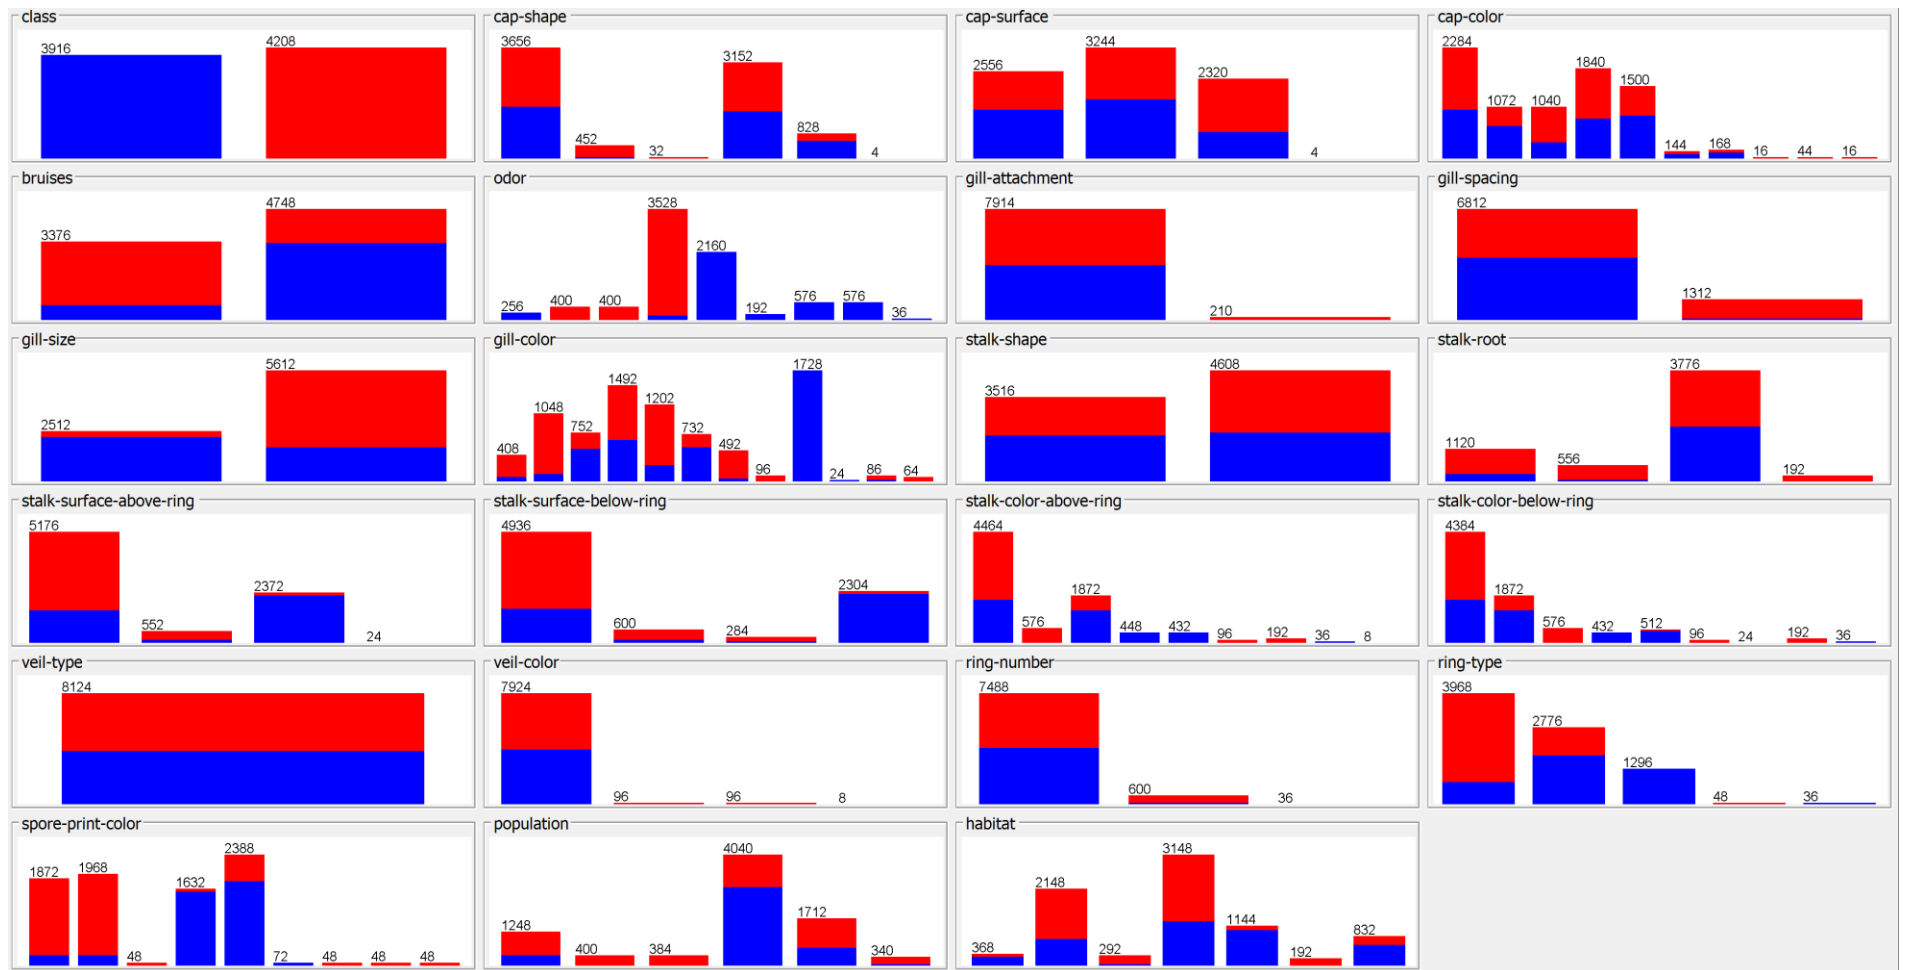 class
3916 4208
cap-shape
3656 452 32 3152 828 4
cap-surface
2556 3244 2320 4
cap-color
2284 1072 1040 1840 1500 144 168 16 44 16
bruises
3376 4748
odor
256 400 400 3528 2160 192 576 576 36
gill-attachment
7914 210
gill-spacing
6812 1312
gill-size
2512 5612
gill-color
408 1048 752 1492 1202 732 492 96 1728 24 86 64
stalk-shape
3516 4608
stalk-root
1120 556 3776 192
stalk-surface-above-ring
5176 552 2372 24
stalk-surface-below-ring
4936 600 284 2304
stalk-color-above-ring
4464 576 1872 448 432 96 192 36 8
stalk-color-below-ring
4384 1872 576 432 512 96 24 192 36
veil-type
8124
veil-color
7924 96 96 8
ring-number
7488 600 36
ring-type
3968 2776 1296 48 36
spore-print-color
1872 1968 48 1632 2388 72 48 48 48
population
1248 400 384 4040 1712 340
habitat
368 2148 292 3148 1144 192 832